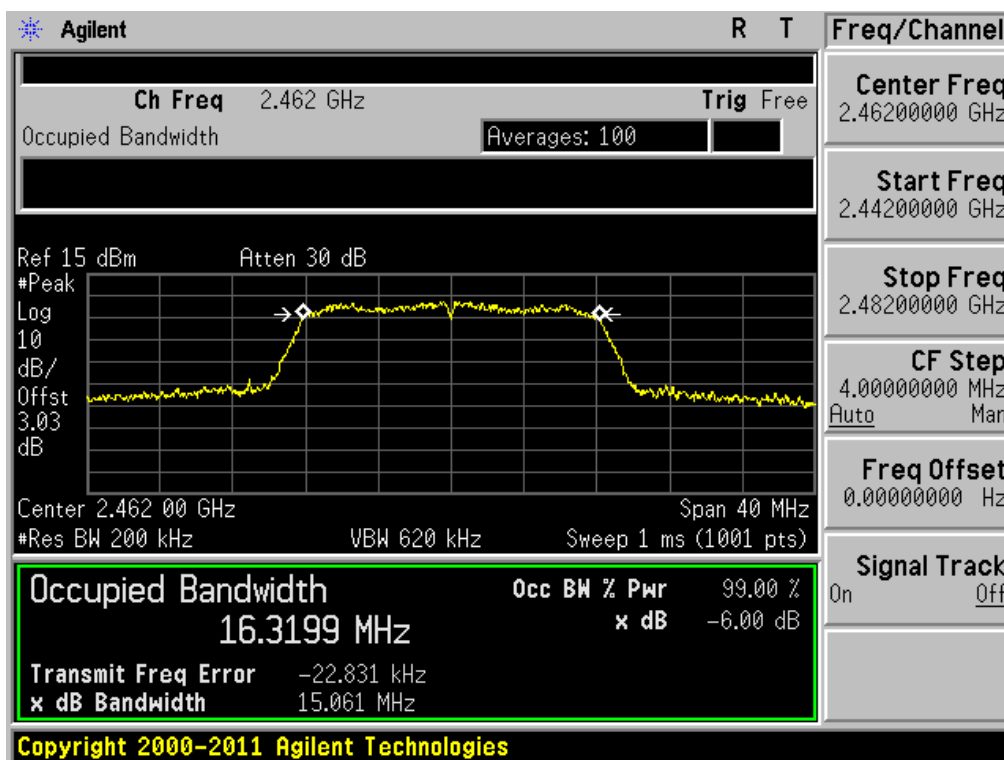 Agilent R T Freq/Channel
Ch Freq 2.462 GHz Trig Free
Occupied Bandwidth Averages: 100
Ref 15 dBm Atten 30 dB
#Peak
Log
10
dB/
Offst
3.03
dB
Center 2.462 00 GHz Span 40 MHz
#Res BW 200 kHz VBW 620 kHz Sweep 1 ms (1001 pts)
Occupied Bandwidth Occ BW % Pwr 99.00 %
16.3199 MHz x dB -6.00 dB
Transmit Freq Error -22.831 kHz
x dB Bandwidth 15.061 MHz
Copyright 2000-2011 Agilent Technologies
Center Freq
2.46200000 GHz
Start Freq
2.44200000 GHz
Stop Freq
2.48200000 GHz
CF Step
4.00000000 MHz
Auto Man
Freq Offset
0.00000000 Hz
Signal Track
On Off